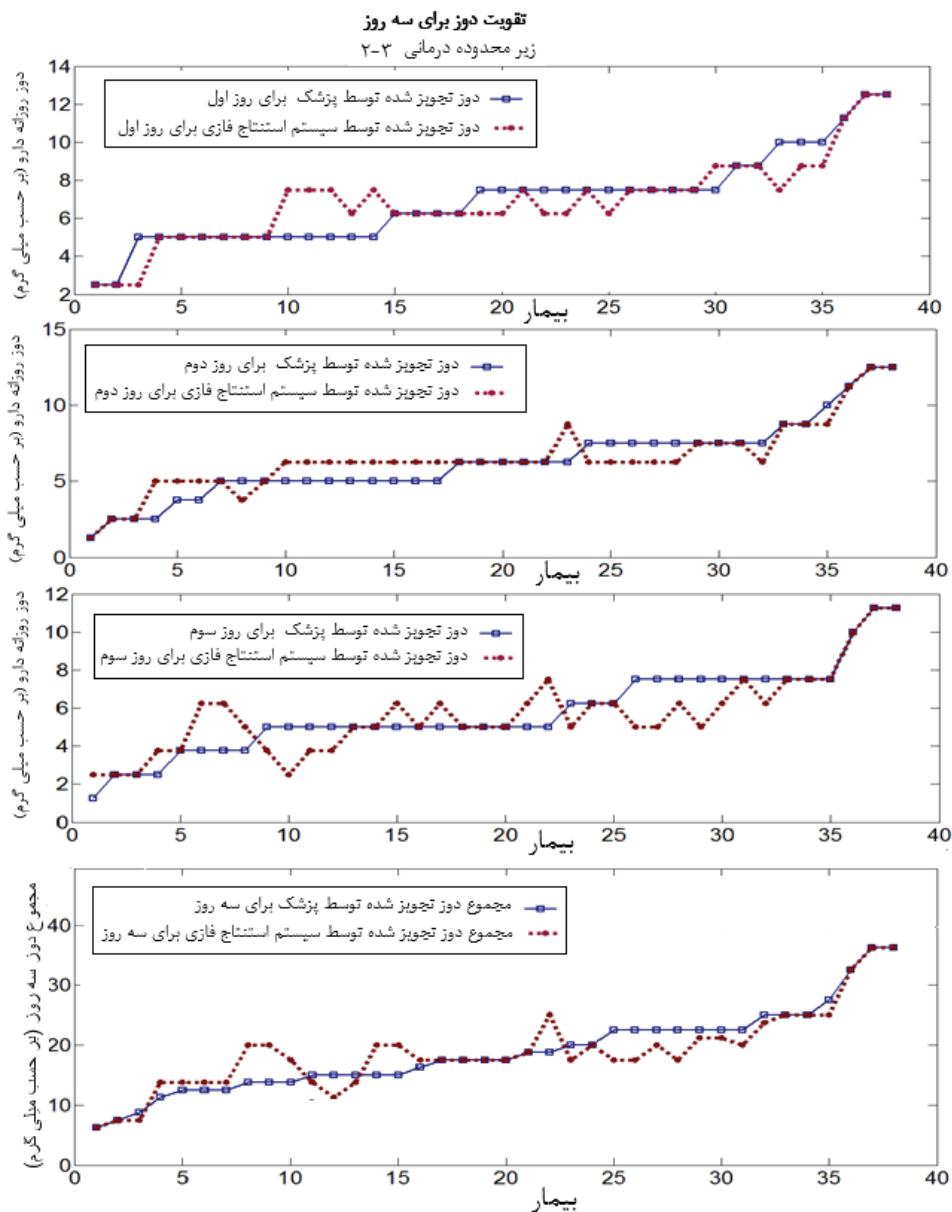 تقویت دوز برای سه روز
زیر محدوده درمانی ۳-۲
دوز روزانه دارو (بر حسب میلی گرم)
14
12
10
8
6
4
2
دوز تجویز شده توسط پزشک برای روز اول
دوز تجویز شده توسط سیستم استنتاج فازی برای روز اول
0 5 10 15 20 25 30 35 40
بیمار
دوز روزانه دارو (بر حسب میلی گرم)
15
10
5
0
دوز تجویز شده توسط پزشک برای روز دوم
دوز تجویز شده توسط سیستم استنتاج فازی برای روز دوم
0 5 10 15 20 25 30 35 40
بیمار
دوز روزانه دارو (بر حسب میلی گرم)
12
10
8
6
4
2
0
دوز تجویز شده توسط پزشک برای روز سوم
دوز تجویز شده توسط سیستم استنتاج فازی برای روز سوم
0 5 10 15 20 25 30 35 40
بیمار
مجموع دوز سه روز (بر حسب میلی گرم)
40
30
20
10
0
مجموع دوز تجویز شده توسط پزشک برای سه روز
مجموع دوز تجویز شده توسط سیستم استنتاج فازی برای سه روز
0 5 10 15 20 25 30 35 40
بیمار